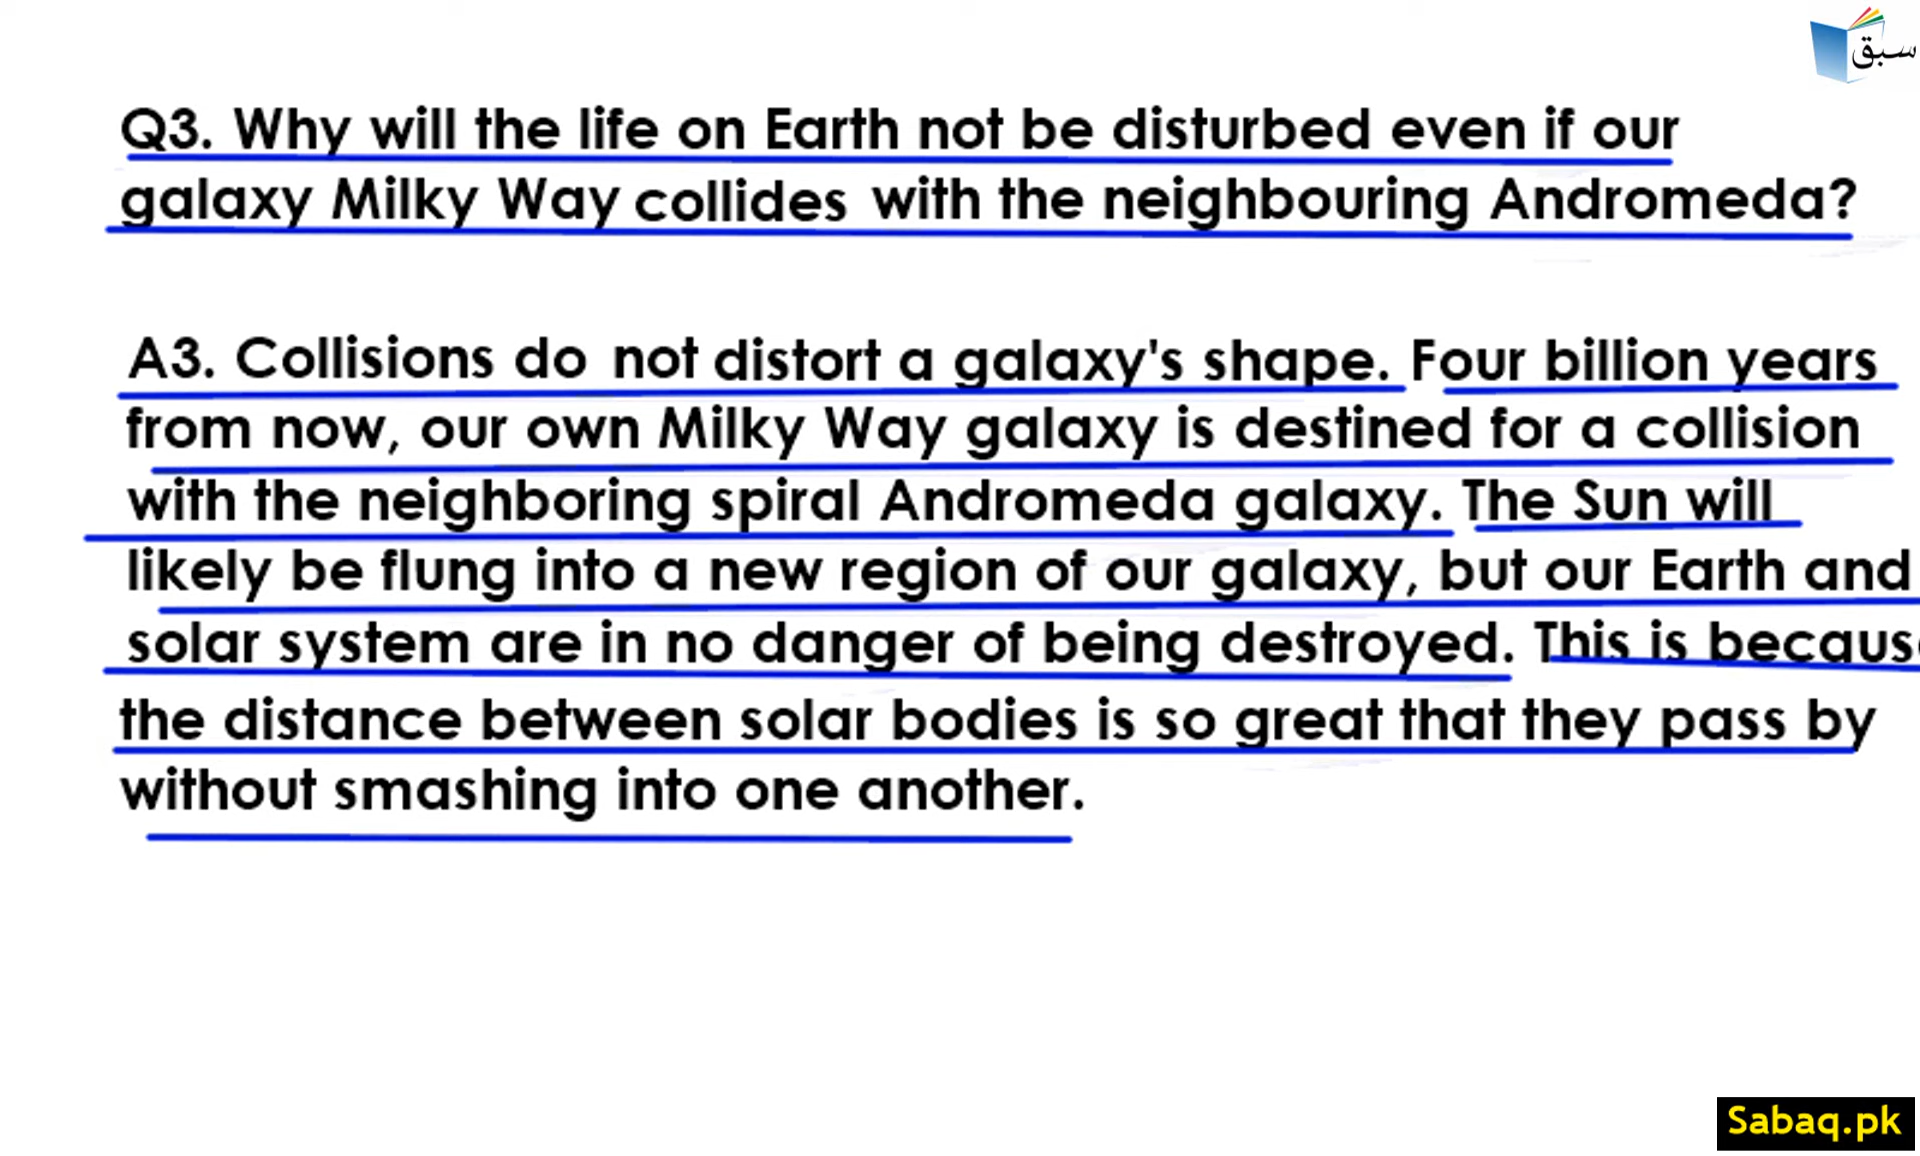 سبق
Q3. Why will the life on Earth not be disturbed even if our
galaxy Milky Way collides with the neighbouring Andromeda?
A3. Collisions do not distort a galaxy's shape. Four billion years
from now, our own Milky Way galaxy is destined for a collision
with the neighboring spiral Andromeda galaxy. The Sun will
likely be flung into a new region of our galaxy, but our Earth and
solar system are in no danger of being destroyed. This is because
the distance between solar bodies is so great that they pass by
without smashing into one another.
Sabaq.pk